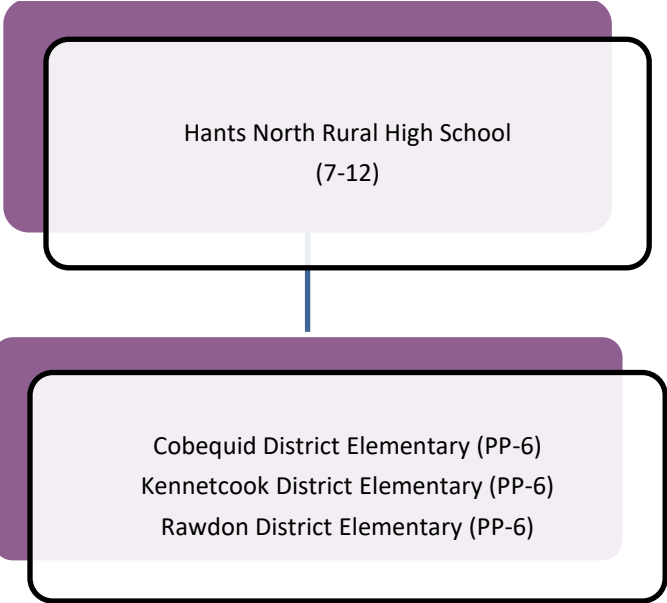 Hants North Rural High School
(7-12)
Cobequid District Elementary (PP-6)
Kennetcook District Elementary (PP-6)
Rawdon District Elementary (PP-6)